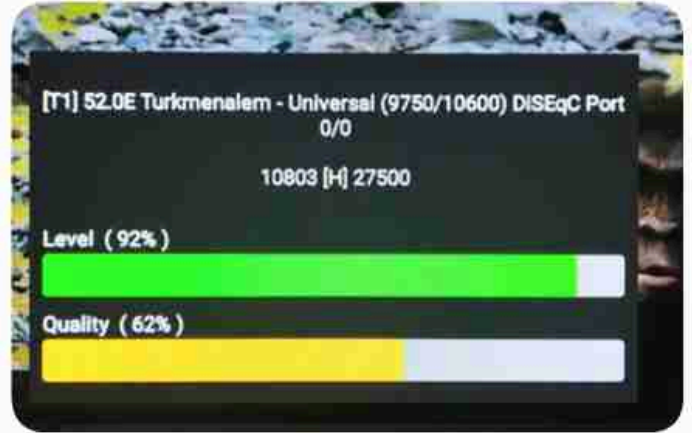 [T1] 52.0E Turkmenalem - Universal (9750/10600) DiSEqC Port
0/0
10803 [H] 27500
Level ( 92% )
Quality ( 62% )